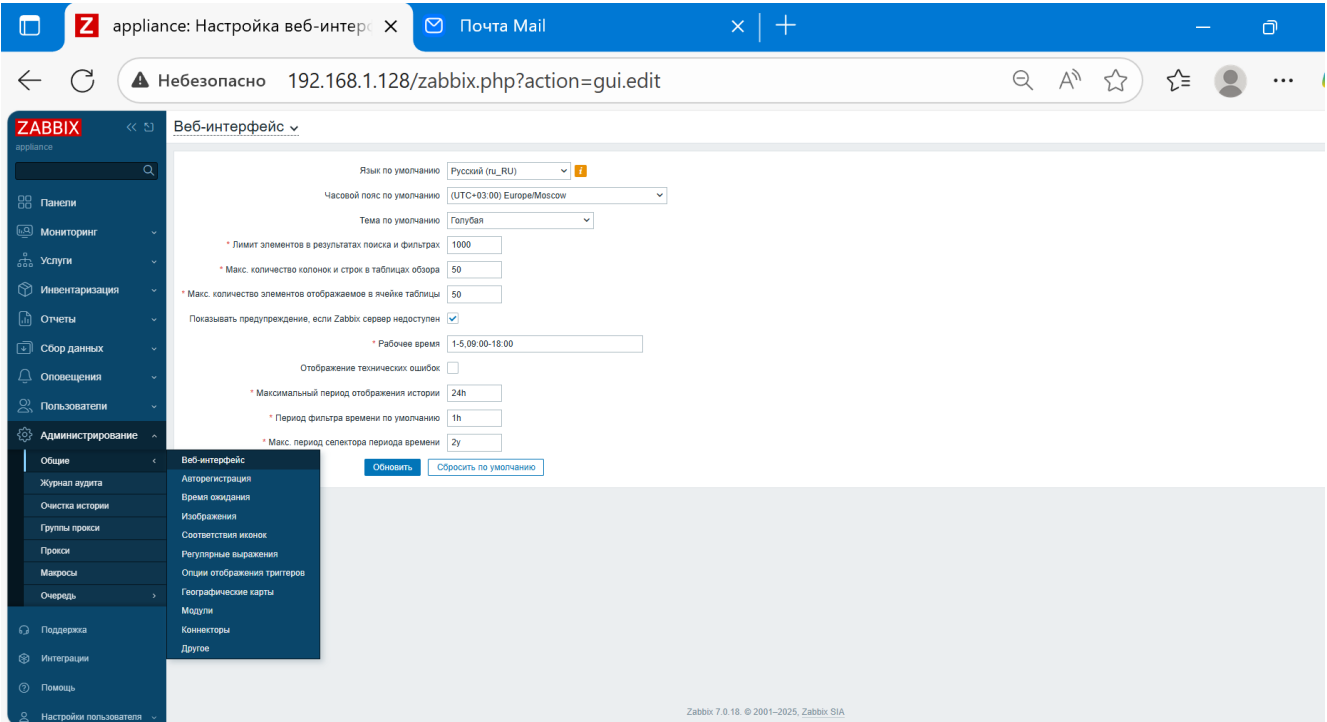 appliance: Настройка веб-интерф
Почта Mail
Небезопасно 192.168.1.128/zabbix.php?action=gui.edit
ZABBIX
appliance
Панели
Мониторинг
Услуги
Инвентаризация
Отчеты
Сбор данных
Оповещения
Пользователи
Администрирование
Общие
Журнал аудита
Очистка истории
Группы прокси
Прокси
Макросы
Очередь
Поддержка
Интеграции
Помощь
Настройки пользователя
Веб-интерфейс
Авторегистрация
Время ожидания
Изображения
Соответствия иконок
Регулярные выражения
Опции отображения триггеров
Географические карты
Модули
Коннекторы
Другое
Веб-интерфейс
Язык по умолчанию Русский (ru_RU)
Часовой пояс по умолчанию (UTC+03:00) Europe/Moscow
Тема по умолчанию Голубая
* Лимит элементов в результатах поиска и фильтрах 1000
* Макс. количество колонок и строк в таблицах обзора 50
* Макс. количество элементов отображаемое в ячейке таблицы 50
Показывать предупреждение, если Zabbix сервер недоступен
* Рабочее время 1-5,09:00-18:00
Отображение технических ошибок
* Максимальный период отображения истории 24h
* Период фильтра времени по умолчанию 1h
* Макс. период селектора периода времени 2y
Обновить Сбросить по умолчанию
Zabbix 7.0.18. © 2001–2025, Zabbix SIA